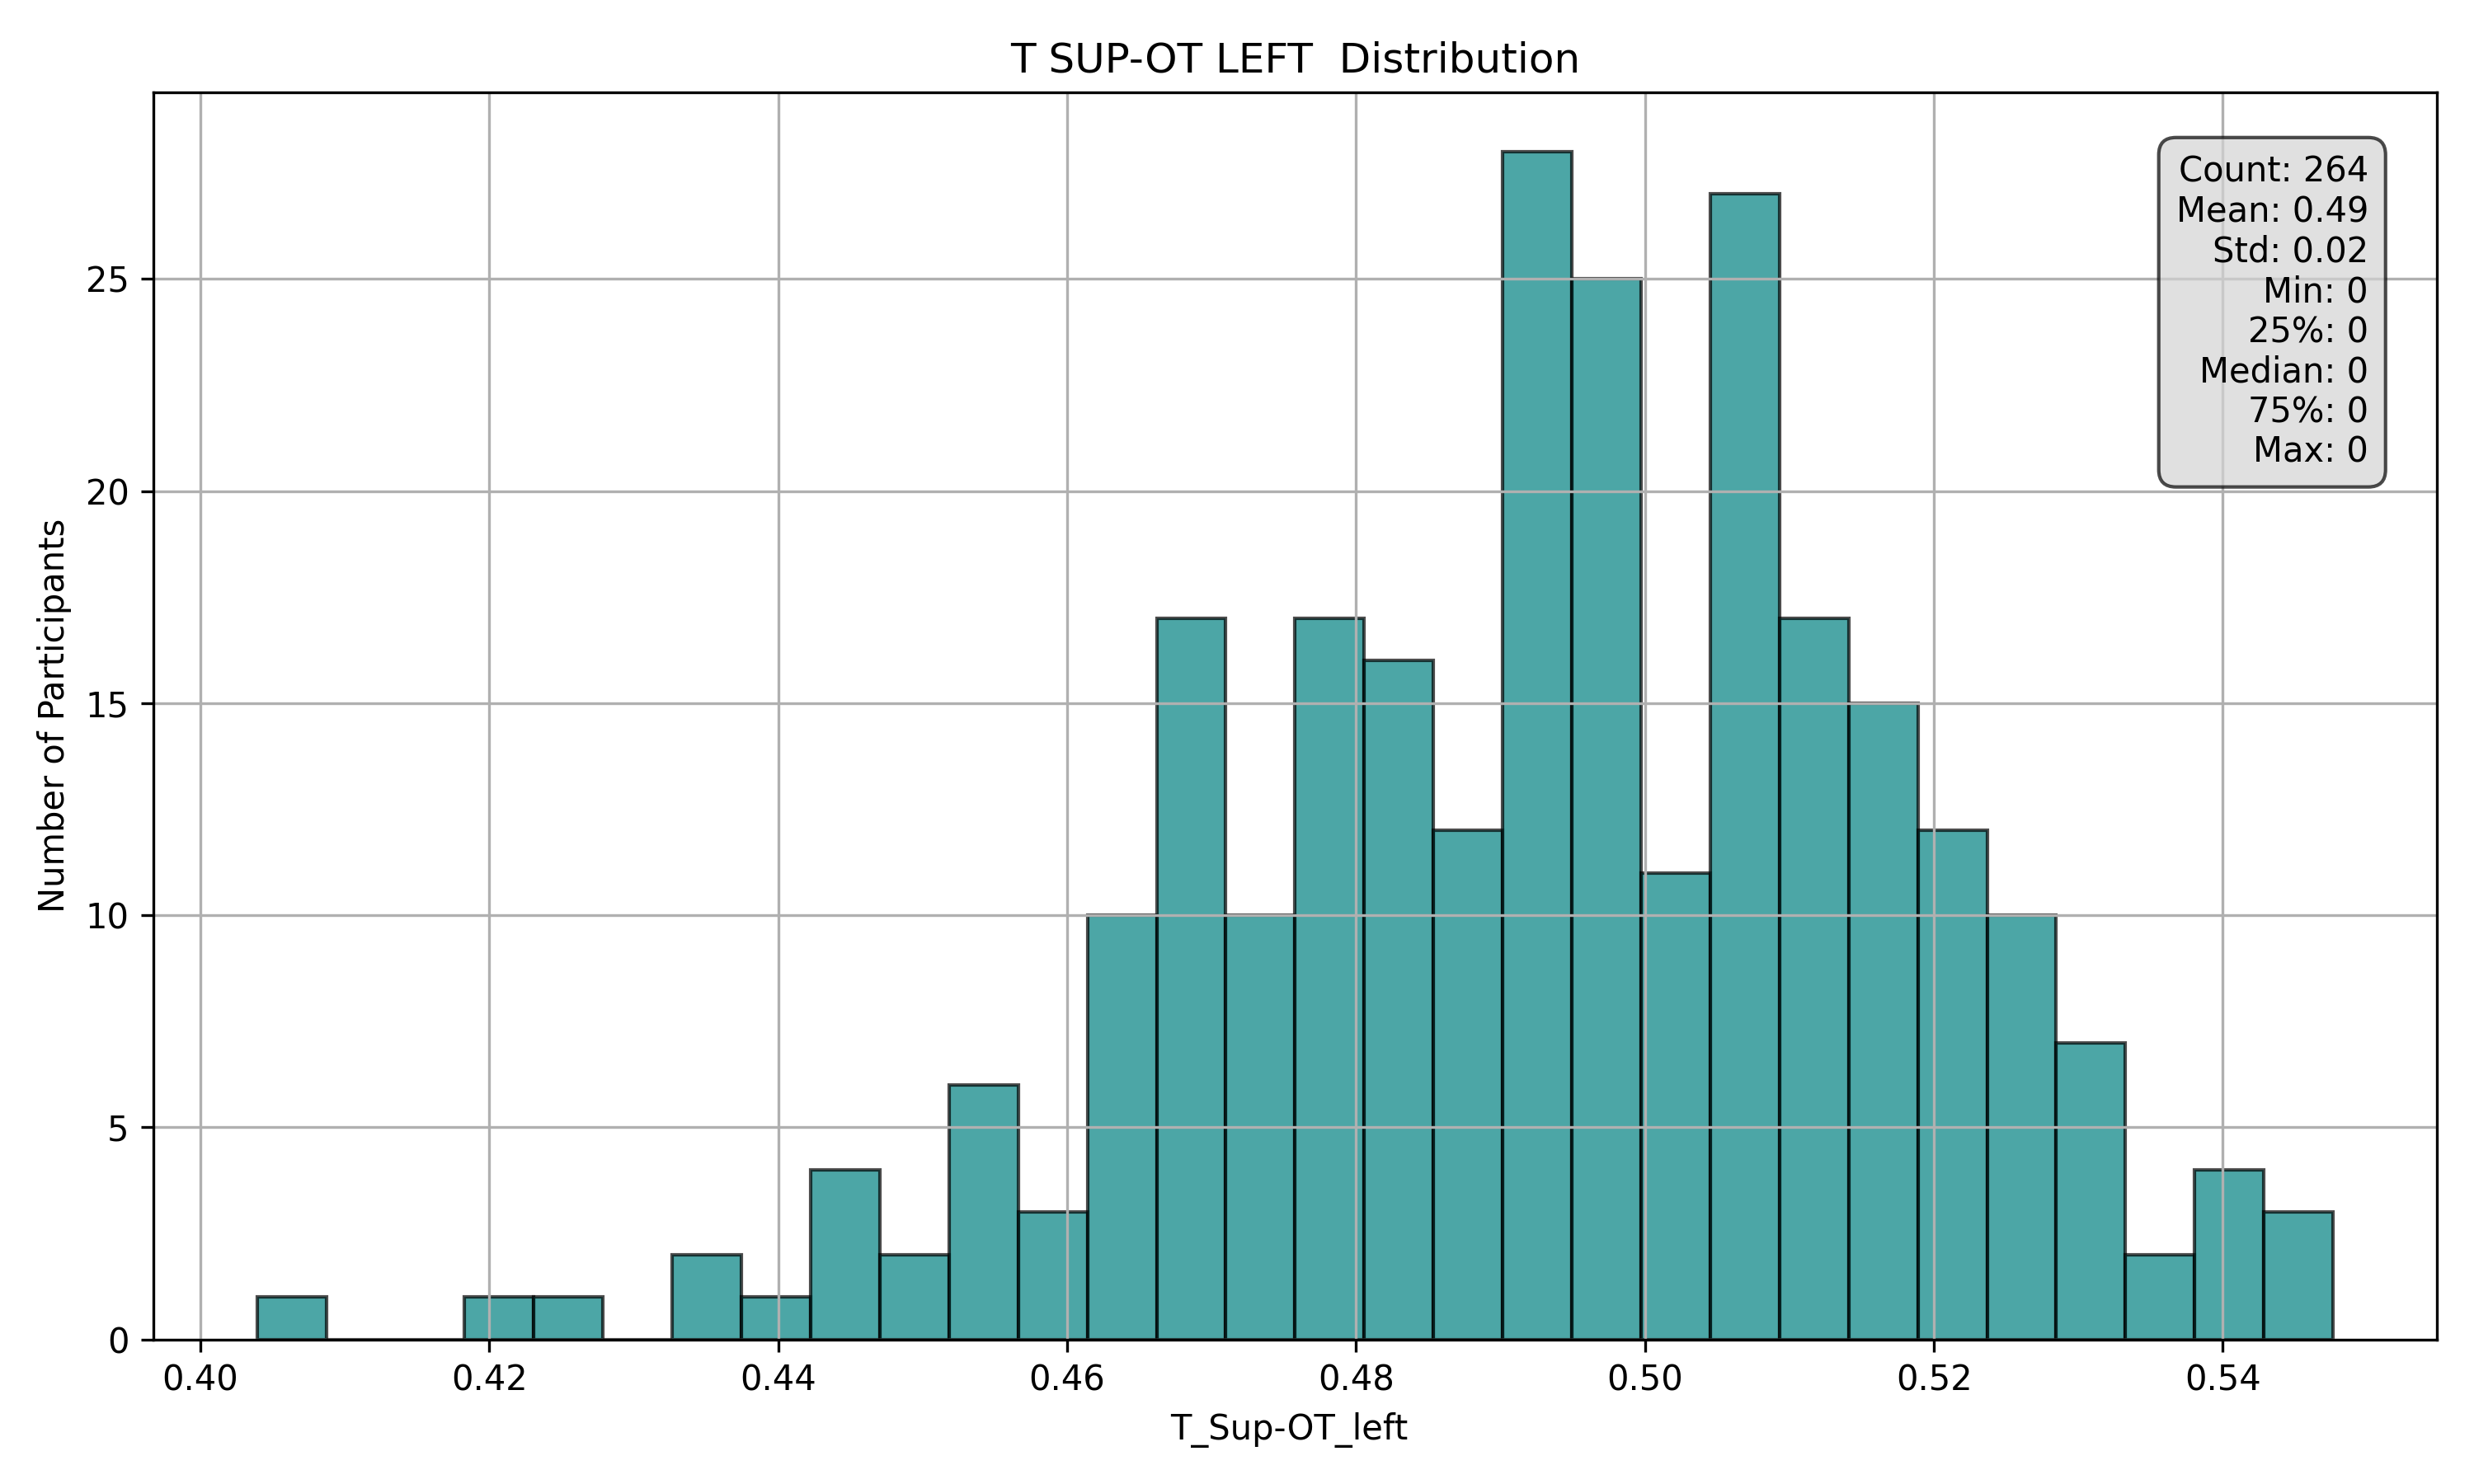 T SUP-OT LEFT  Distribution
Count: 264
Mean: 0.49
Std: 0.02
Min: 0
25%: 0
Median: 0
75%: 0
Max: 0
Number of Participants
25
20
15
10
5
0
0.40 0.42 0.44 0.46 0.48 0.50 0.52 0.54
T_Sup-OT_left